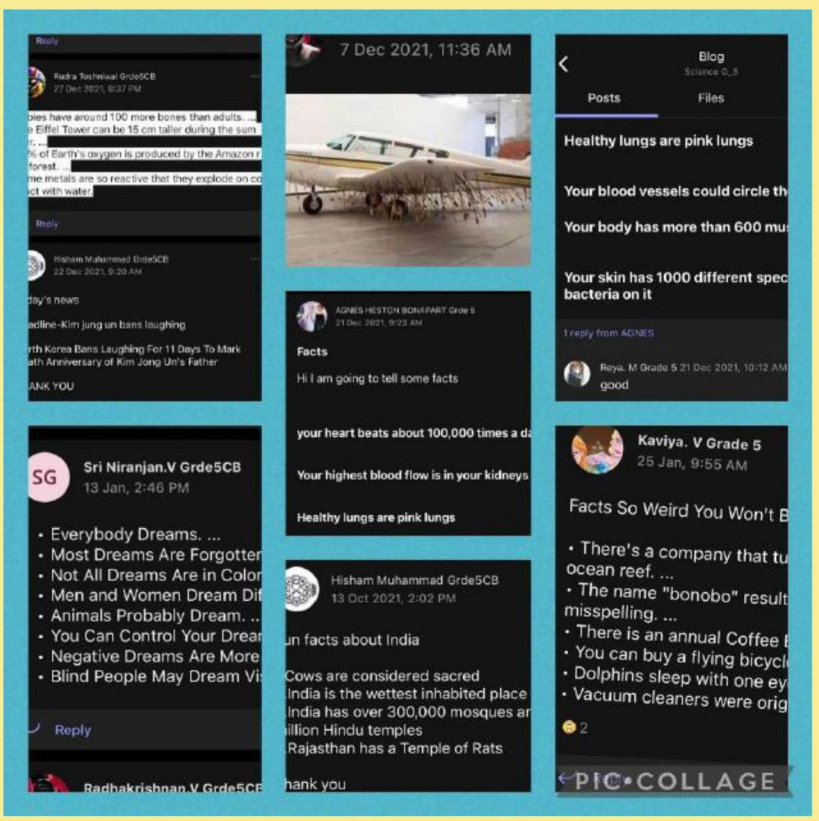 Reply
Rudra Toshniwal Grde5CB
27 Dec 2021, 9:37 PM
bies have around 100 more bones than adults. ...
e Eiffel Tower can be 15 cm taller during the sum
r. ...
% of Earth's oxygen is produced by the Amazon r
forest. ...
me metals are so reactive that they explode on co
ct with water.
Reply
Hisham Muhammad Grde5CB
22 Dec 2021, 9:20 AM
day's news
adline-Kim jung un bans laughing
rth Korea Bans Laughing For 11 Days To Mark
ath Anniversary of Kim Jong Un's Father
ANK YOU
7 Dec 2021, 11:36 AM
AGNES HESTON BONAPART Grde 5
21 Dec 2021, 9:23 AM
Facts
Hi I am going to tell some facts
your heart beats about 100,000 times a da
Your highest blood flow is in your kidneys
Healthy lungs are pink lungs
Blog
Science G_5
Posts Files
Healthy lungs are pink lungs
Your blood vessels could circle th
Your body has more than 600 mu
Your skin has 1000 different spec
bacteria on it
1 reply from AGNES
Reya. M Grade 5 21 Dec 2021, 10:12 AM
good
SG
Sri Niranjan.V Grde5CB
13 Jan, 2:46 PM
• Everybody Dreams. ...
• Most Dreams Are Forgotten
• Not All Dreams Are in Color
• Men and Women Dream Dif
• Animals Probably Dream. ..
• You Can Control Your Drear
• Negative Dreams Are More
• Blind People May Dream Vi
Reply
Radhakrishnan.V Grde5CE
Hisham Muhammad Grde5CB
13 Oct 2021, 2:02 PM
un facts about India
Cows are considered sacred
.India is the wettest inhabited place
.India has over 300,000 mosques ar
illion Hindu temples
.Rajasthan has a Temple of Rats
hank you
Kaviya. V Grade 5
25 Jan, 9:55 AM
Facts So Weird You Won't B
• There's a company that tu
ocean reef. ...
• The name "bonobo" result
misspelling. ...
• There is an annual Coffee
• You can buy a flying bicycl
• Dolphins sleep with one ey
• Vacuum cleaners were orig
2
PIC•COLLAGE